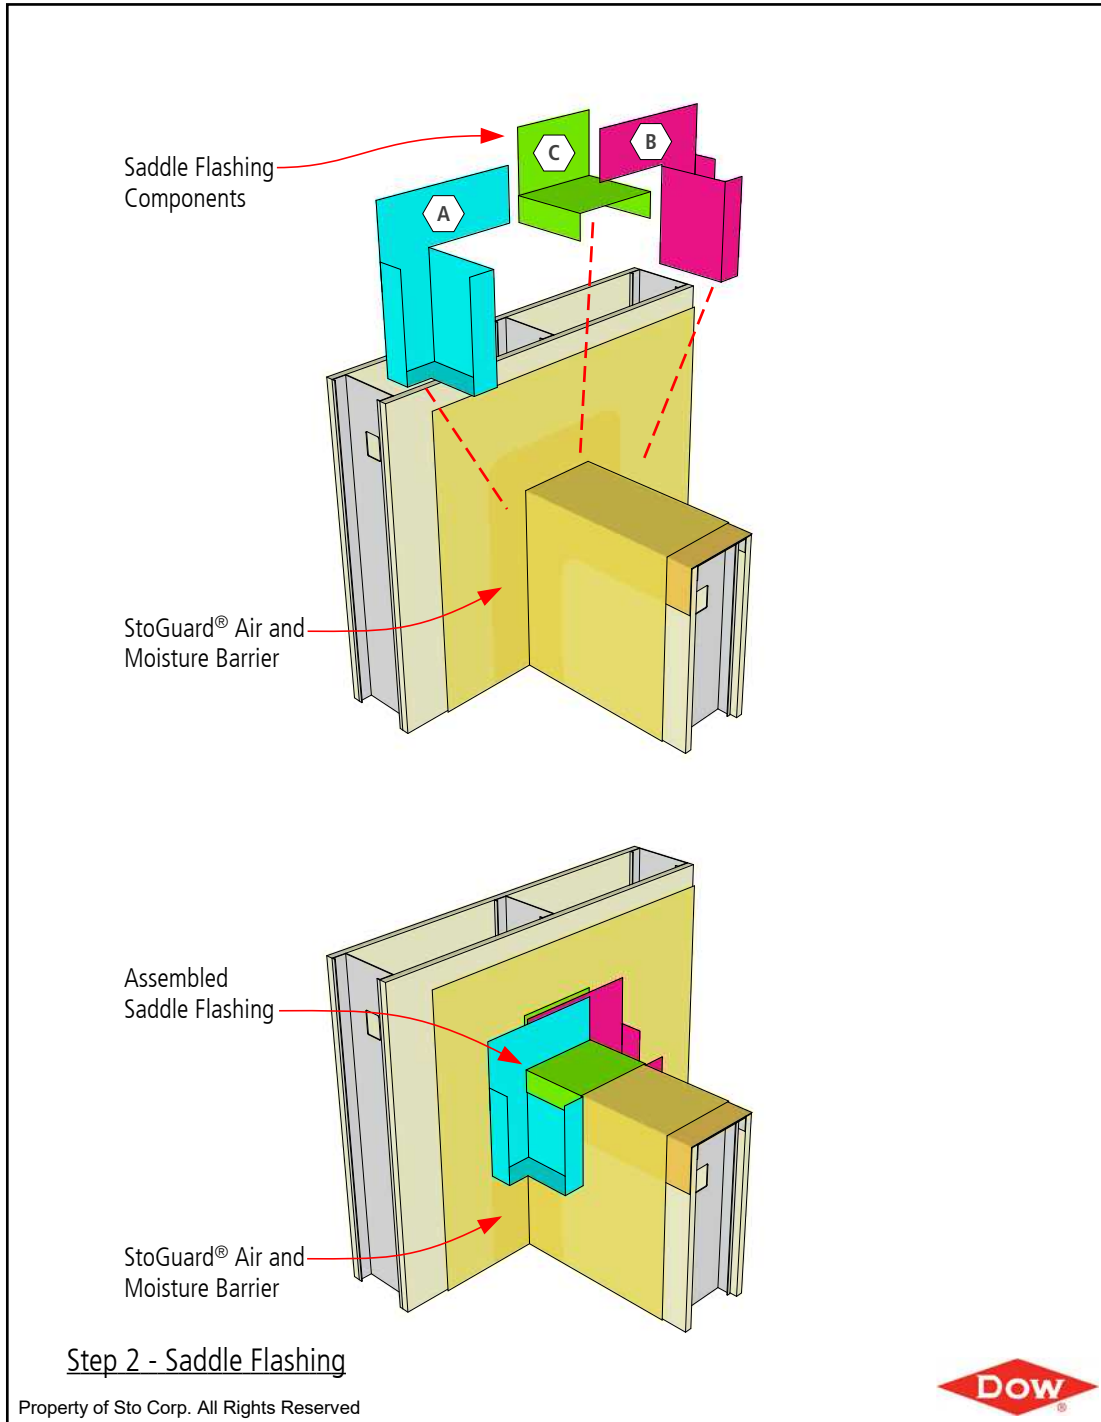 Saddle Flashing
Components
A
C
B
StoGuard® Air and
Moisture Barrier
Assembled
Saddle Flashing
StoGuard® Air and
Moisture Barrier
Step 2 - Saddle Flashing
Property of Sto Corp. All Rights Reserved
DOW®